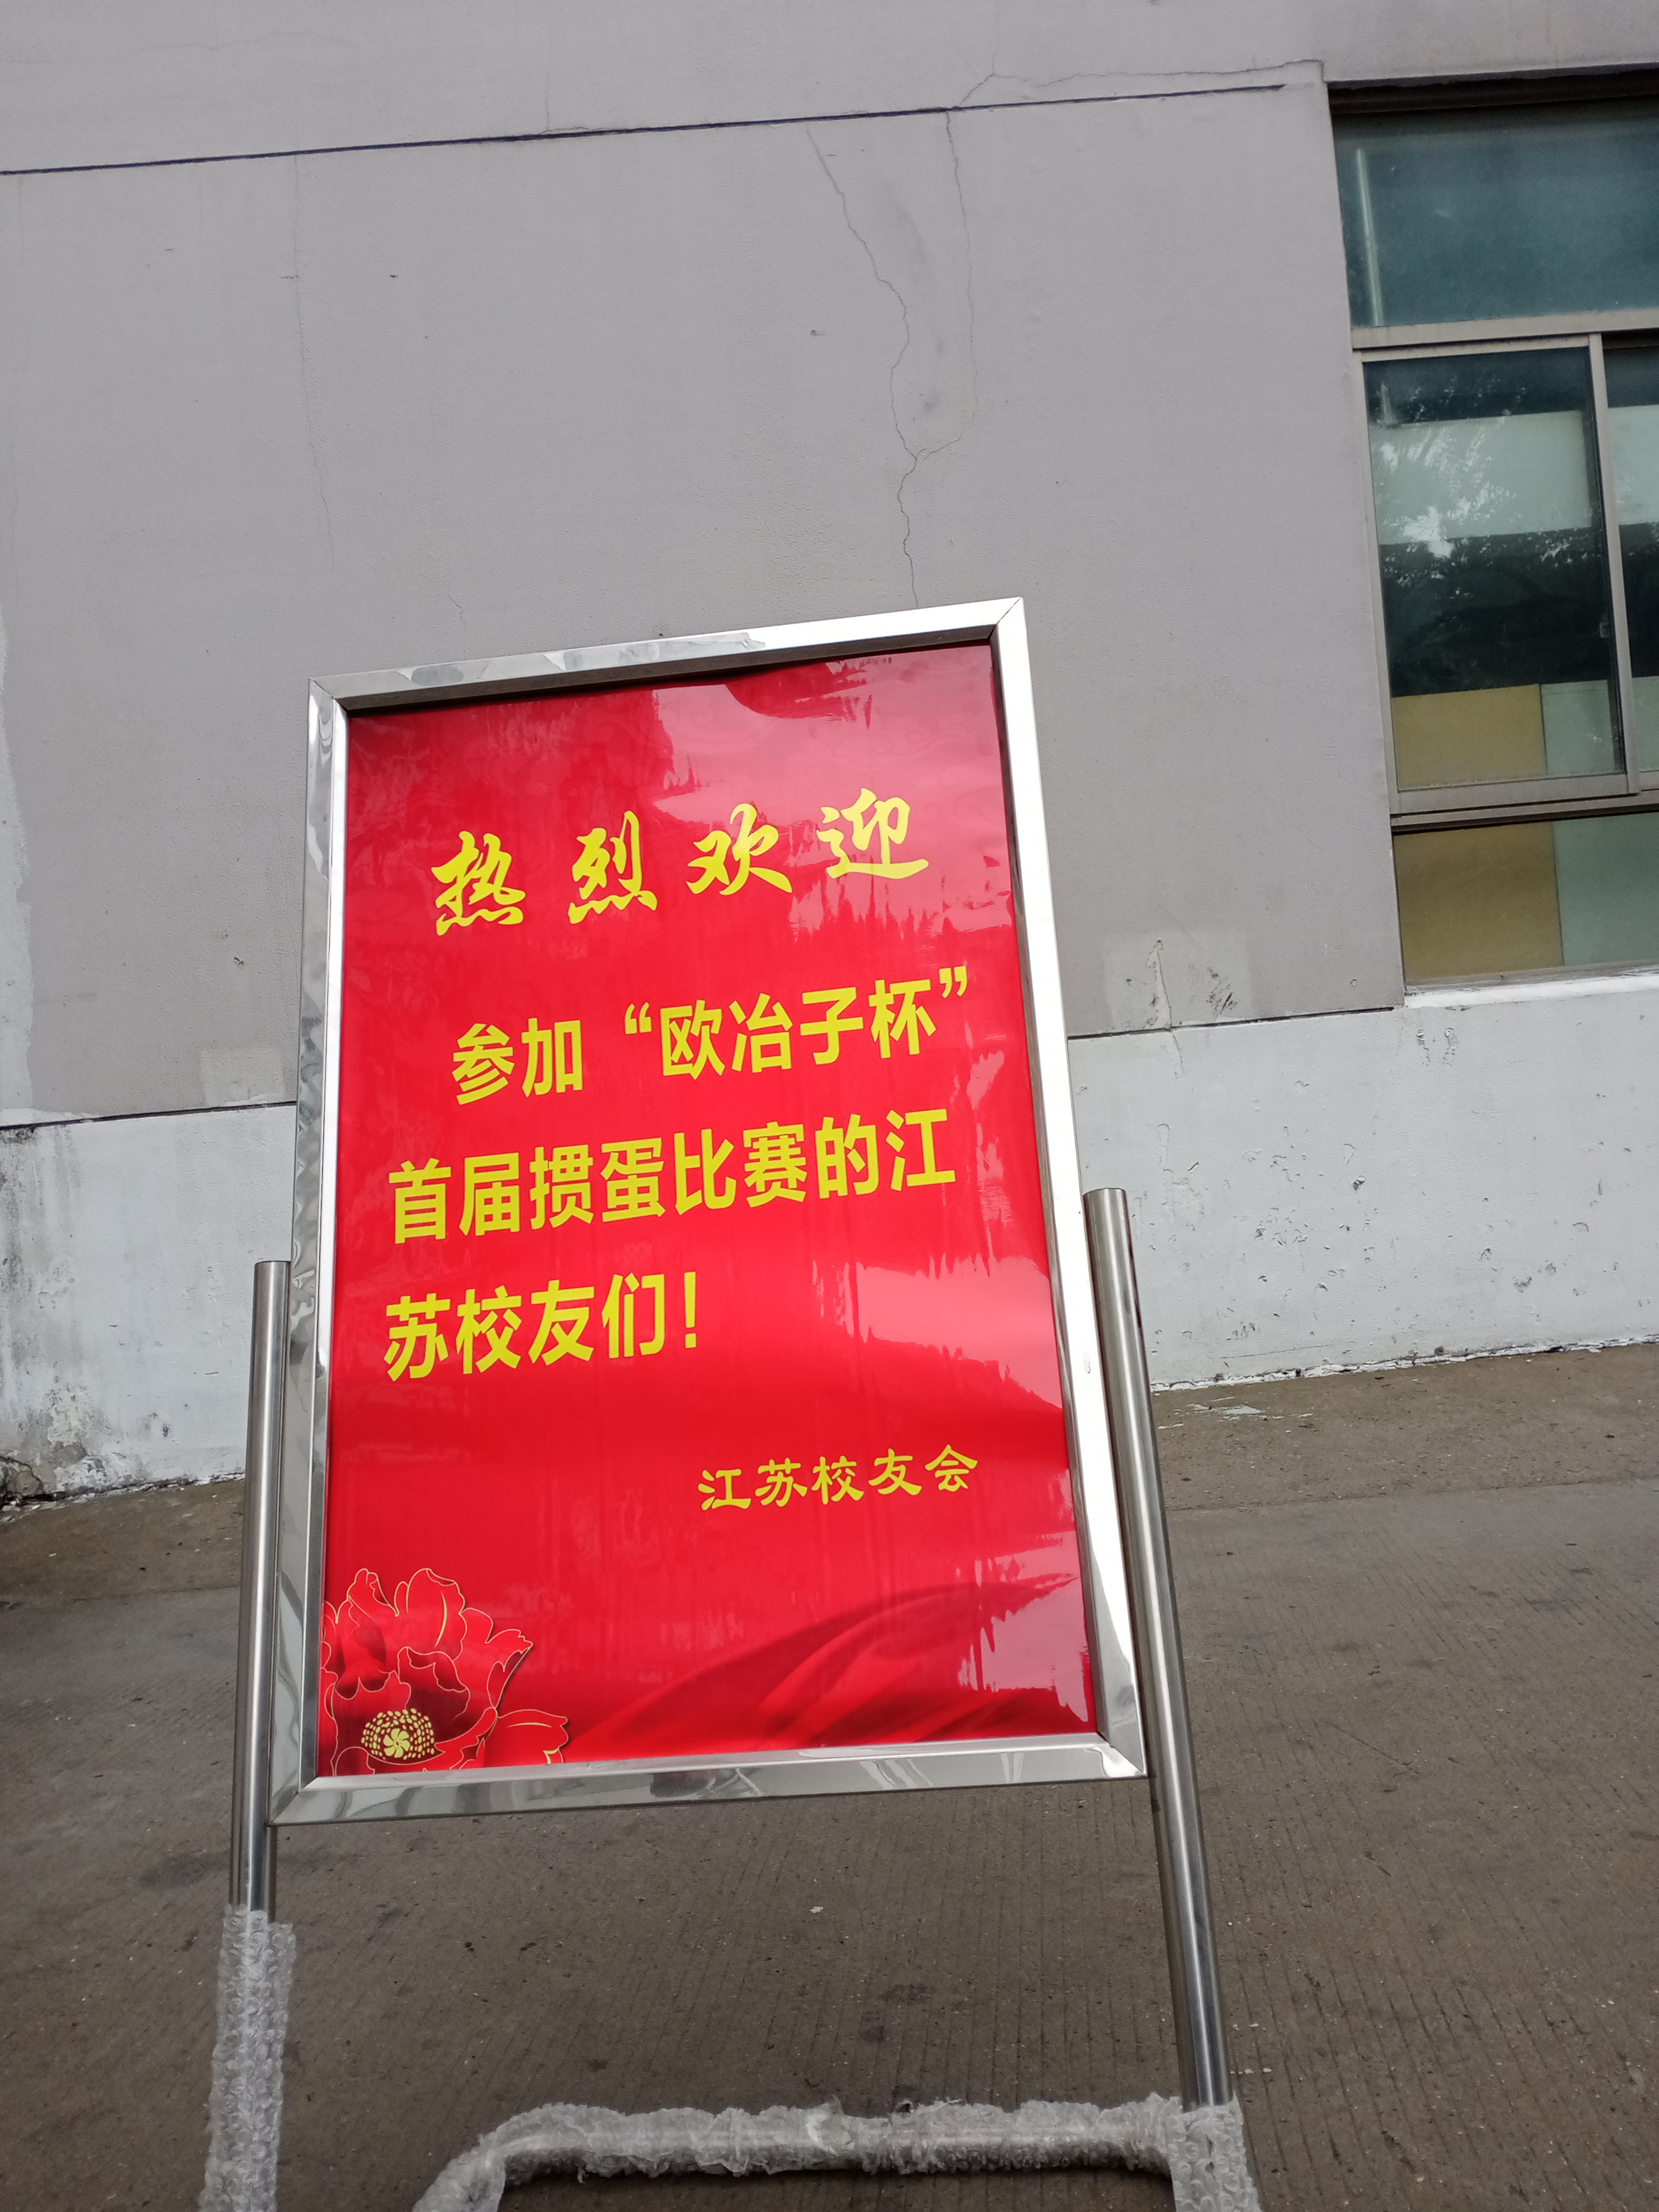 热烈欢迎
参加“欧冶子杯”
首届掼蛋比赛的江
苏校友们！
江苏校友会